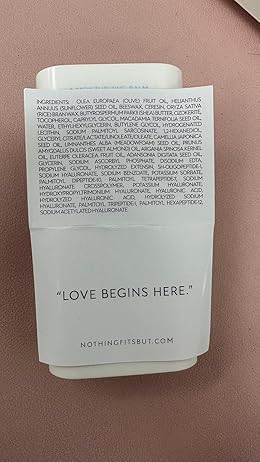 INGREDIENTS: OLEA EUROPAEA (OLIVE) FRUIT OIL, HELIANTHUS
ANNUUS (SUNFLOWER) SEED OIL, BEESWAX, CERESIN, ORYZA SATIVA
(RICE) BRAN WAX, BUTYROSPERMUM PARKII (SHEA) BUTTER, OZOKERITE,
TOCOPHEROL, CAPRYLYL GLYCOL, MACADAMIA TERNIFOLIA SEED OIL,
WATER, ETHYLHEXYLGLYCERIN, BUTYLENE GLYCOL, HYDROGENATED
LECITHIN, SODIUM PALMITOYL SARCOSINATE, 1,2-HEXANEDIOL,
GLYCERYL CITRATE/LACTATE/LINOLEATE/OLEATE, CAMELLIA JAPONICA
SEED OIL, LIMNANTHES ALBA (MEADOWFOAM) SEED OIL, PRUNUS
AMYGDALUS DULCIS (SWEET ALMOND) OIL, ARGANIA SPINOSA KERNEL
OIL, EUTERPE OLERACEA FRUIT OIL, ADANSONIA DIGITATA SEED OIL,
GLYCERIN, SODIUM ASCORBYL PHOSPHATE, DISODIUM EDTA,
PROPYLENE GLYCOL, HYDROLYZED EXTENSIN, SH-OLIGOPEPTIDE-1,
SODIUM HYALURONATE, SODIUM BENZOATE, POTASSIUM SORBATE,
PALMITOYL DIPEPTIDE-10, PALMITOYL TETRAPEPTIDE-7, SODIUM
HYALURONATE CROSSPOLYMER, POTASSIUM HYALURONATE,
HYDROXYPROPYLTRIMONIUM HYALURONATE, HYALURONIC ACID,
HYDROLYZED HYALURONIC ACID, HYDROLYZED SODIUM
HYALURONATE, PALMITOYL TRIPEPTIDE-1, PALMITOYL HEXAPEPTIDE-12,
SODIUM ACETYLATED HYALURONATE
“LOVE BEGINS HERE.”
NOTHINGFITSBUT.COM